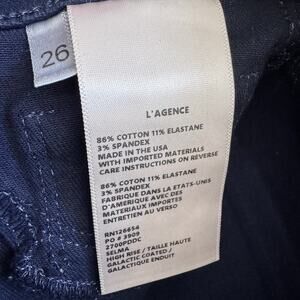 26
L'AGENCE
86% COTTON 11% ELASTANE
3% SPANDEX
MADE IN THE USA
WITH IMPORTED MATERIALS
CARE INSTRUCTIONS ON REVERSE
86% COTTON 11% ELASTANE
3% SPANDEX
FABRIQUE DANS LA ETATS-UNIS
D'AMERIQUE AVEC DES
MATERIAUX IMPORTES
ENTRETIEN AU VERSO
RN126654
PO # 3909
2700PDDC
SELMA
HIGH RISE / TAILLE HAUTE
GALACTIC COATED /
GALACTIQUE ENDUIT